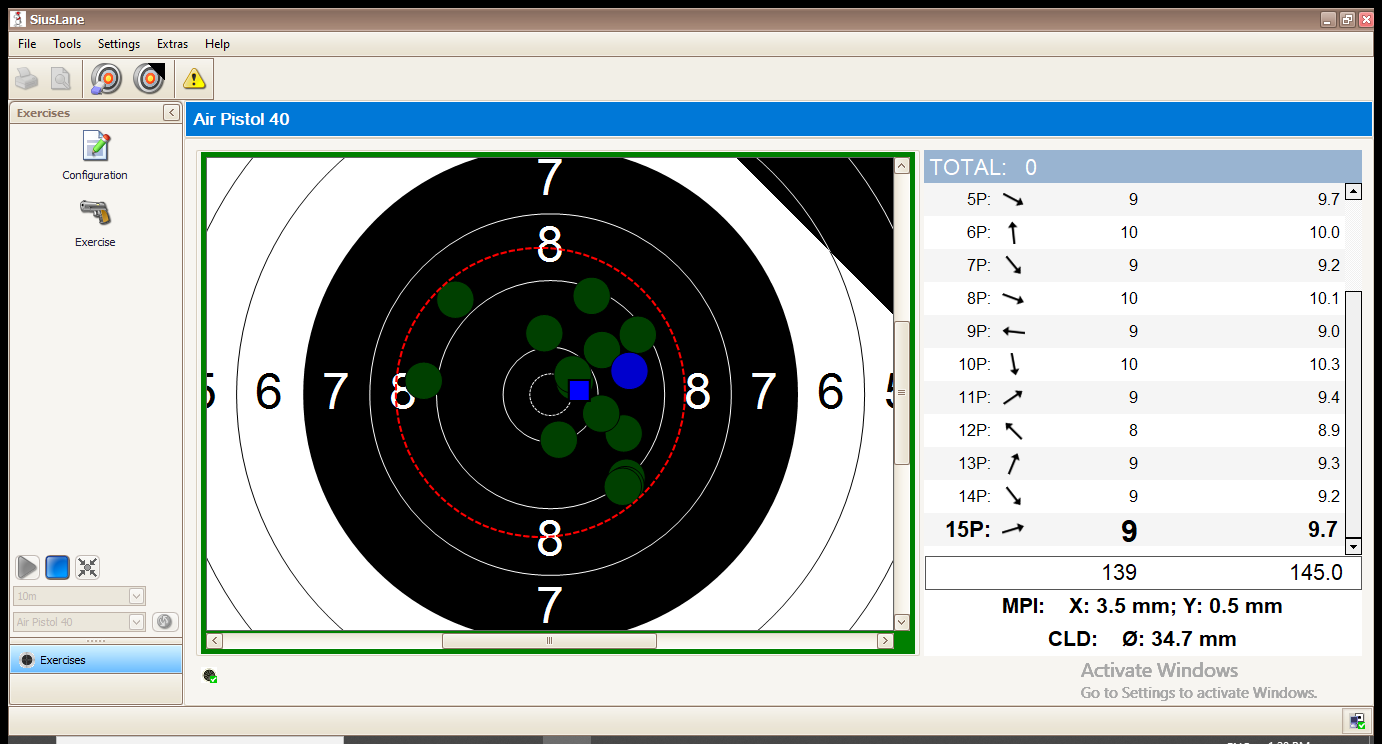 SiusLane
File Tools Settings Extras Help
Exercises
Configuration
Exercise
10m
Air Pistol 40
Exercises
Air Pistol 40
7
8
6 7 8 8 7 6
8
7
TOTAL: 0
5P: 9 9.7
6P: 10 10.0
7P: 9 9.2
8P: 10 10.1
9P: 9 9.0
10P: 10 10.3
11P: 9 9.4
12P: 8 8.9
13P: 9 9.3
14P: 9 9.2
15P: 9 9.7
139 145.0
MPI: X: 3.5 mm; Y: 0.5 mm
CLD: Ø: 34.7 mm
Activate Windows
Go to Settings to activate Windows.